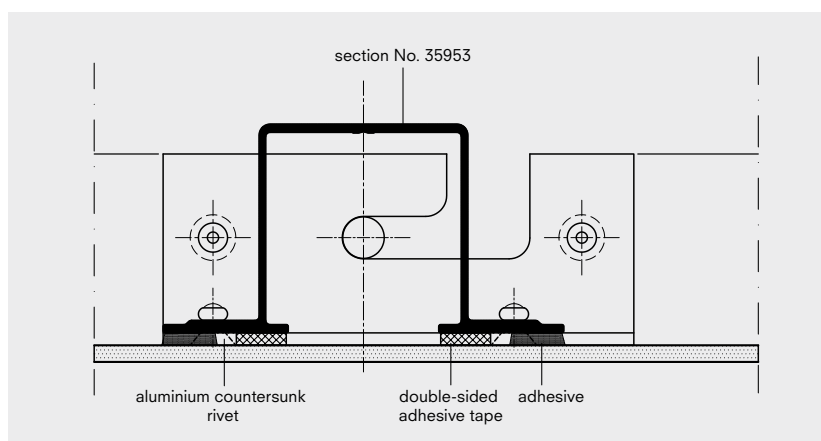 section No. 35953
aluminium countersunk
rivet
double-sided
adhesive tape
adhesive